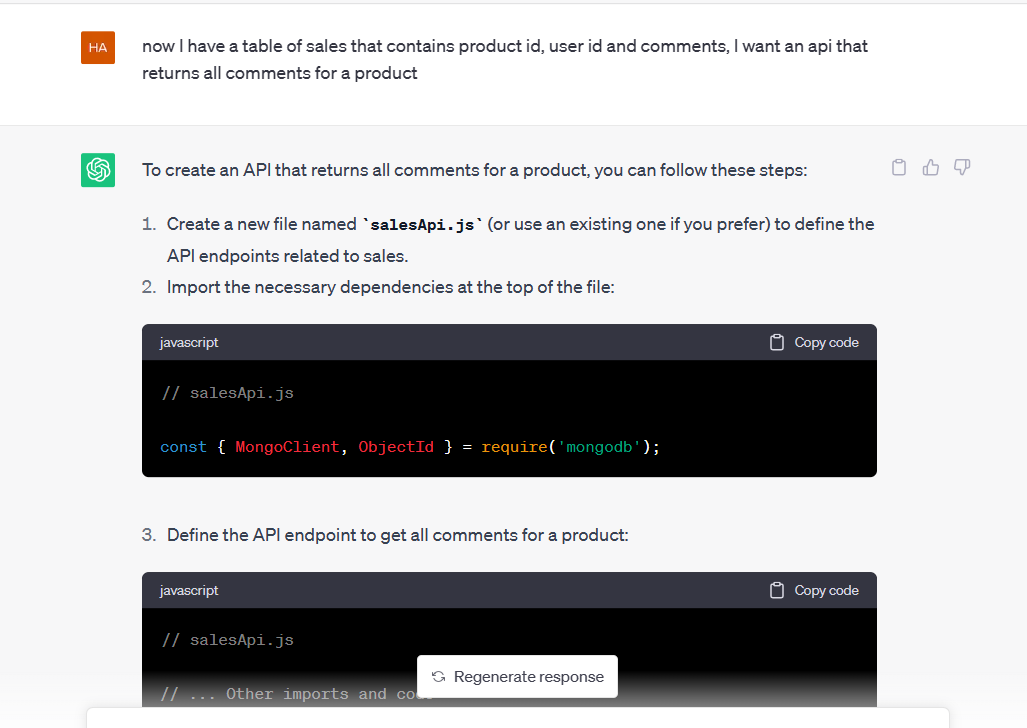 HA
now I have a table of sales that contains product id, user id and comments, I want an api that
returns all comments for a product
To create an API that returns all comments for a product, you can follow these steps:
1. Create a new file named `salesApi.js` (or use an existing one if you prefer) to define the
API endpoints related to sales.
2. Import the necessary dependencies at the top of the file:
javascript
Copy code
// salesApi.js
const { MongoClient, ObjectId } = require('mongodb');
3. Define the API endpoint to get all comments for a product:
javascript
Copy code
// salesApi.js
Regenerate response
// ... Other imports and